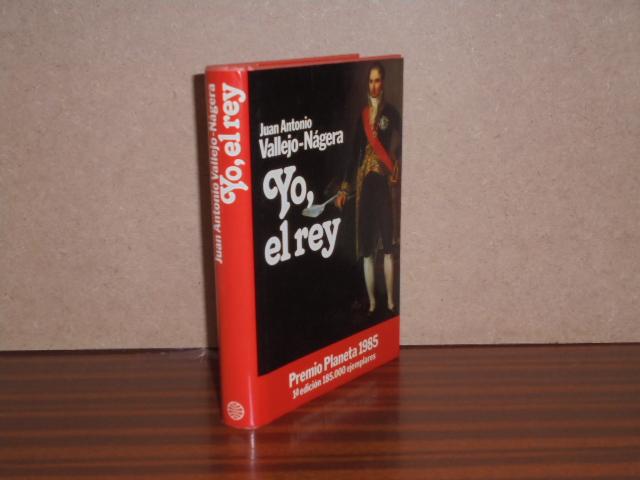 Juan Antonio Vallejo-Nágera
Yo, el rey
Juan Antonio
Vallejo-Nágera
Yo,
el rey
Premio Planeta 1985
1ª edición 185.000 ejemplares